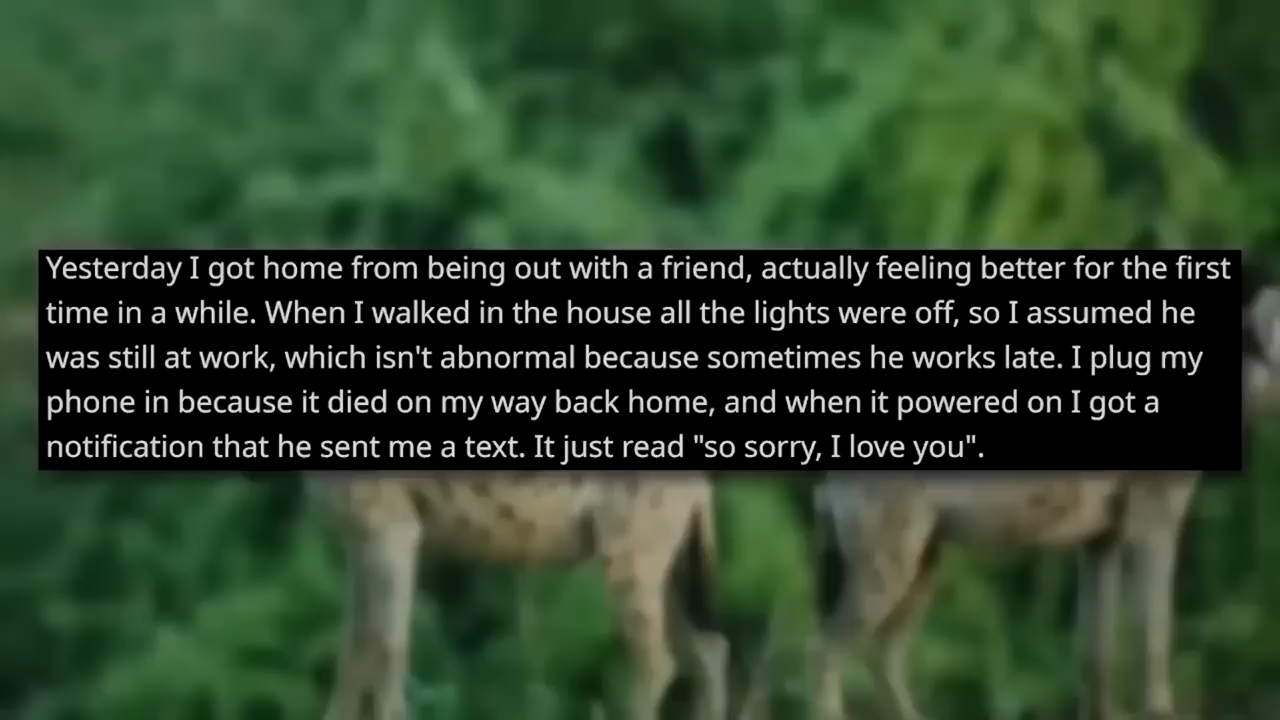 Yesterday I got home from being out with a friend, actually feeling better for the first
time in a while. When I walked in the house all the lights were off, so I assumed he
was still at work, which isn't abnormal because sometimes he works late. I plug my
phone in because it died on my way back home, and when it powered on I got a
notification that he sent me a text. It just read "so sorry, I love you".